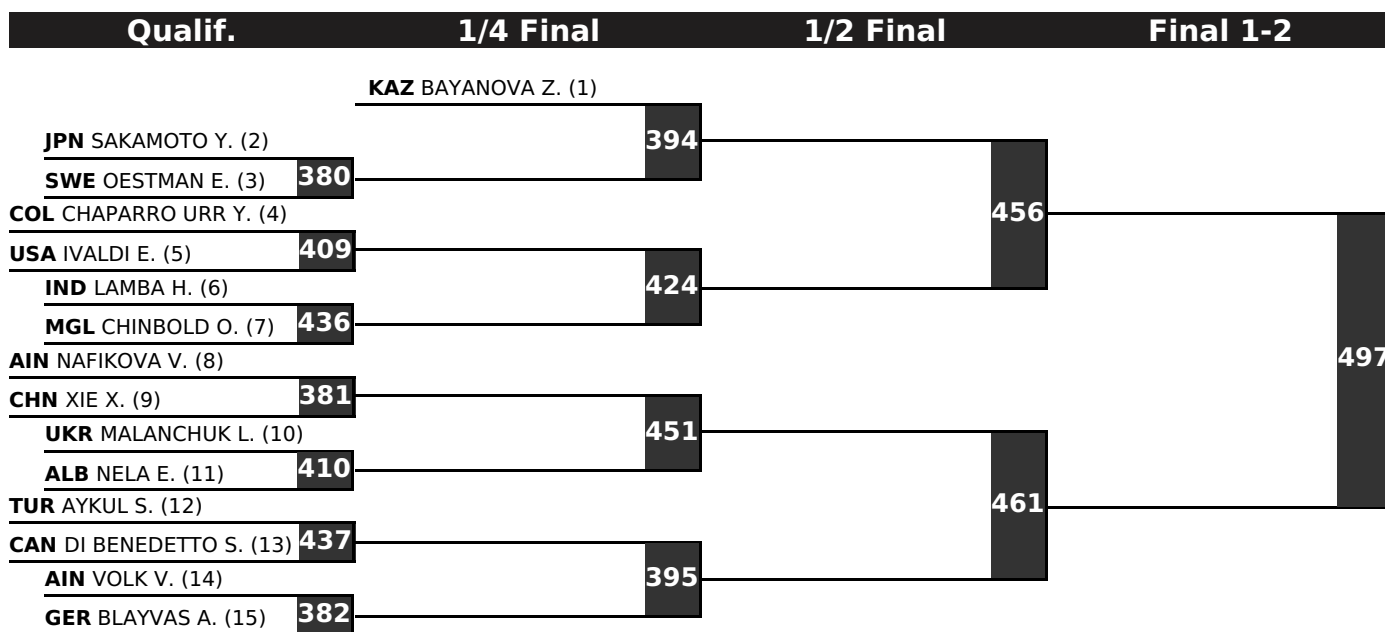 Qualif. 1/4 Final 1/2 Final Final 1-2
KAZ BAYANOVA Z. (1)
394
JPN SAKAMOTO Y. (2)
SWE OESTMAN E. (3) 380
COL CHAPARRO URR Y. (4)
456
USA IVALDI E. (5) 409
IND LAMBA H. (6)
424
MGL CHINBOLD O. (7) 436
AIN NAFIKOVA V. (8)
497
CHN XIE X. (9) 381
UKR MALANCHUK L. (10)
451
ALB NELA E. (11) 410
TUR AYKUL S. (12)
461
CAN DI BENEDETTO S. (13) 437
AIN VOLK V. (14)
395
GER BLAYVAS A. (15) 382